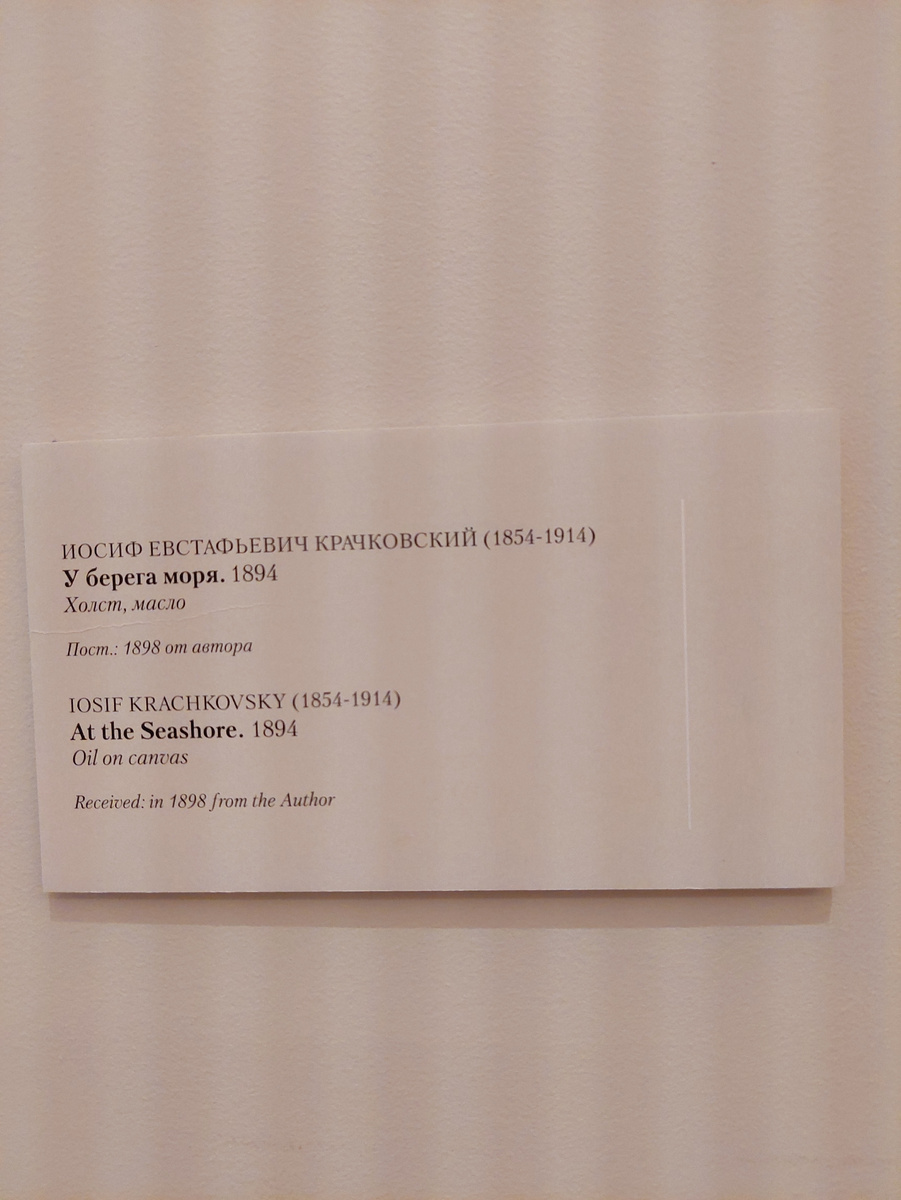 ИОСИФ ЕВСТАФЬЕВИЧ КРАЧКОВСКИЙ (1854-1914)
У берега моря. 1894
Холст, масло
Пост.: 1898 от автора
IOSIF KRACHKOVSKY (1854-1914)
At the Seashore. 1894
Oil on canvas
Received: in 1898 from the Author